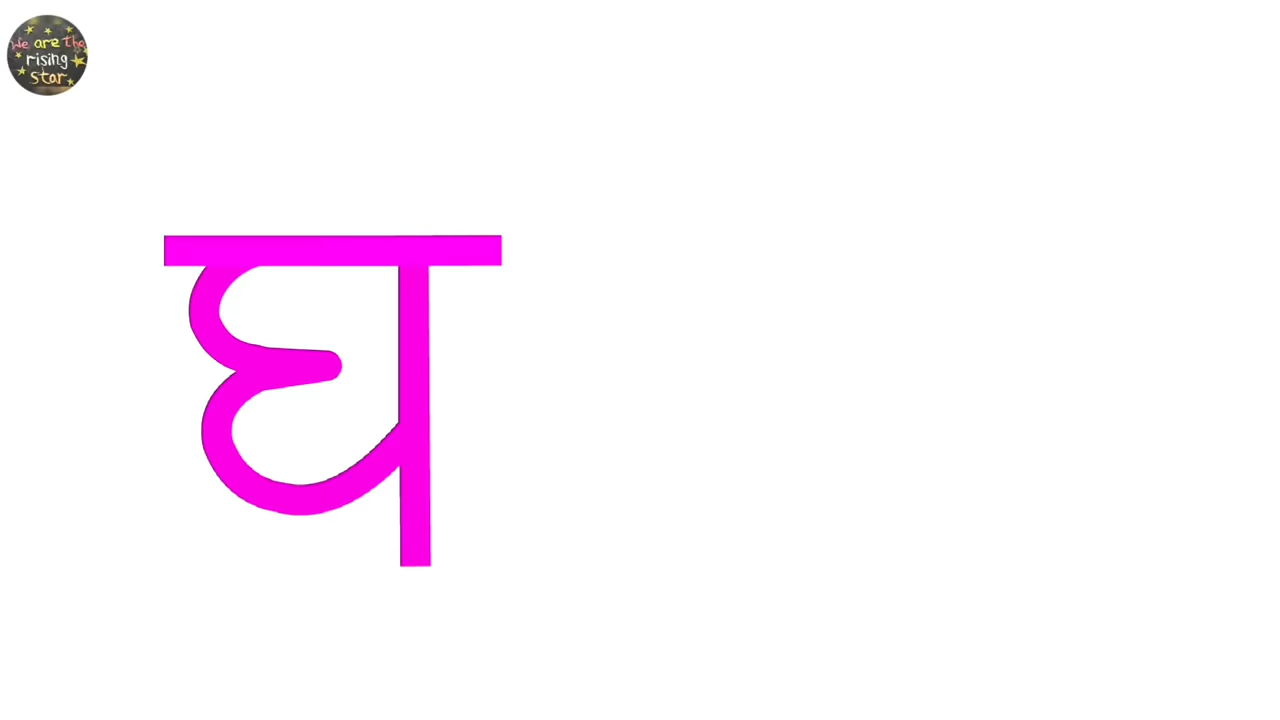 We are the
rising
star
घ